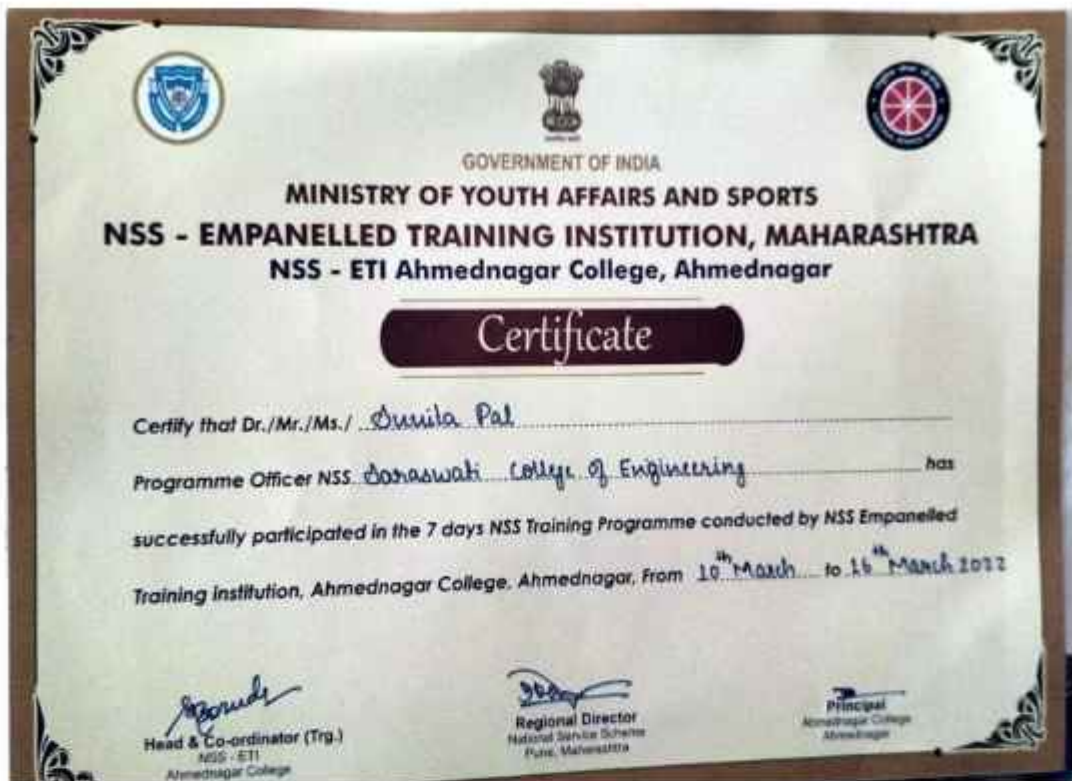 GOVERNMENT OF INDIA
MINISTRY OF YOUTH AFFAIRS AND SPORTS
NSS - EMPANELLED TRAINING INSTITUTION, MAHARASHTRA
NSS - ETI Ahmednagar College, Ahmednagar
Certificate
Certify that Dr./Mr./Ms./ Sunila Pal
Programme Officer NSS Saraswati College of Engineering has
successfully participated in the 7 days NSS Training Programme conducted by NSS Empanelled
Training institution, Ahmednagar College, Ahmednagar, From 10th March to 16th March 2022
Head & Co-ordinator (Trg.)
NSS - ETI
Ahmednagar College
Regional Director
National Service Scheme
Pune, Maharashtra
Principal
Ahmednagar College
Ahmednagar